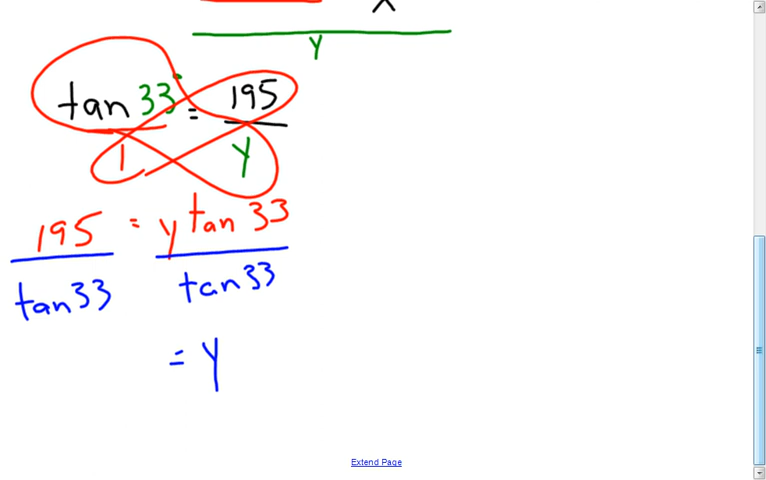 x
y
tan 33° = 195
1 y
195 = y tan 33
tan33 tan33
= y
Extend Page